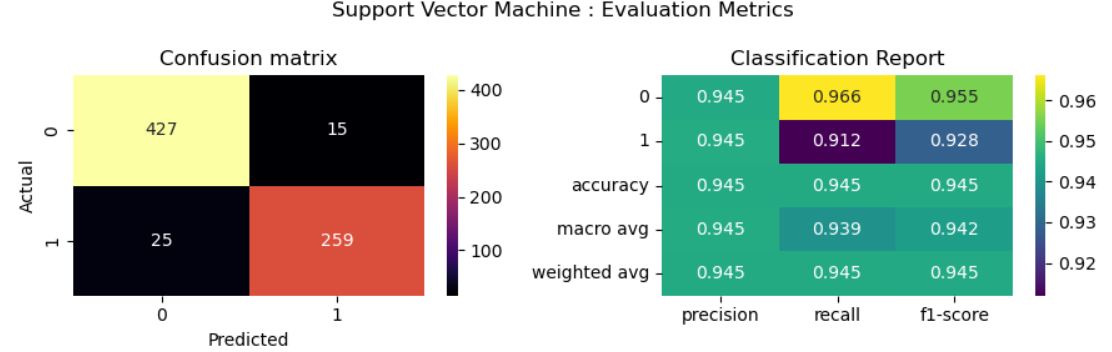 Support Vector Machine : Evaluation Metrics
Confusion matrix
Actual
0
1
427 15
25 259
0 1
Predicted
400
300
200
100
Classification Report
0 0.945 0.966 0.955
1 0.945 0.912 0.928
accuracy 0.945 0.945 0.945
macro avg 0.945 0.939 0.942
weighted avg 0.945 0.945 0.945
precision recall f1-score
0.96
0.95
0.94
0.93
0.92